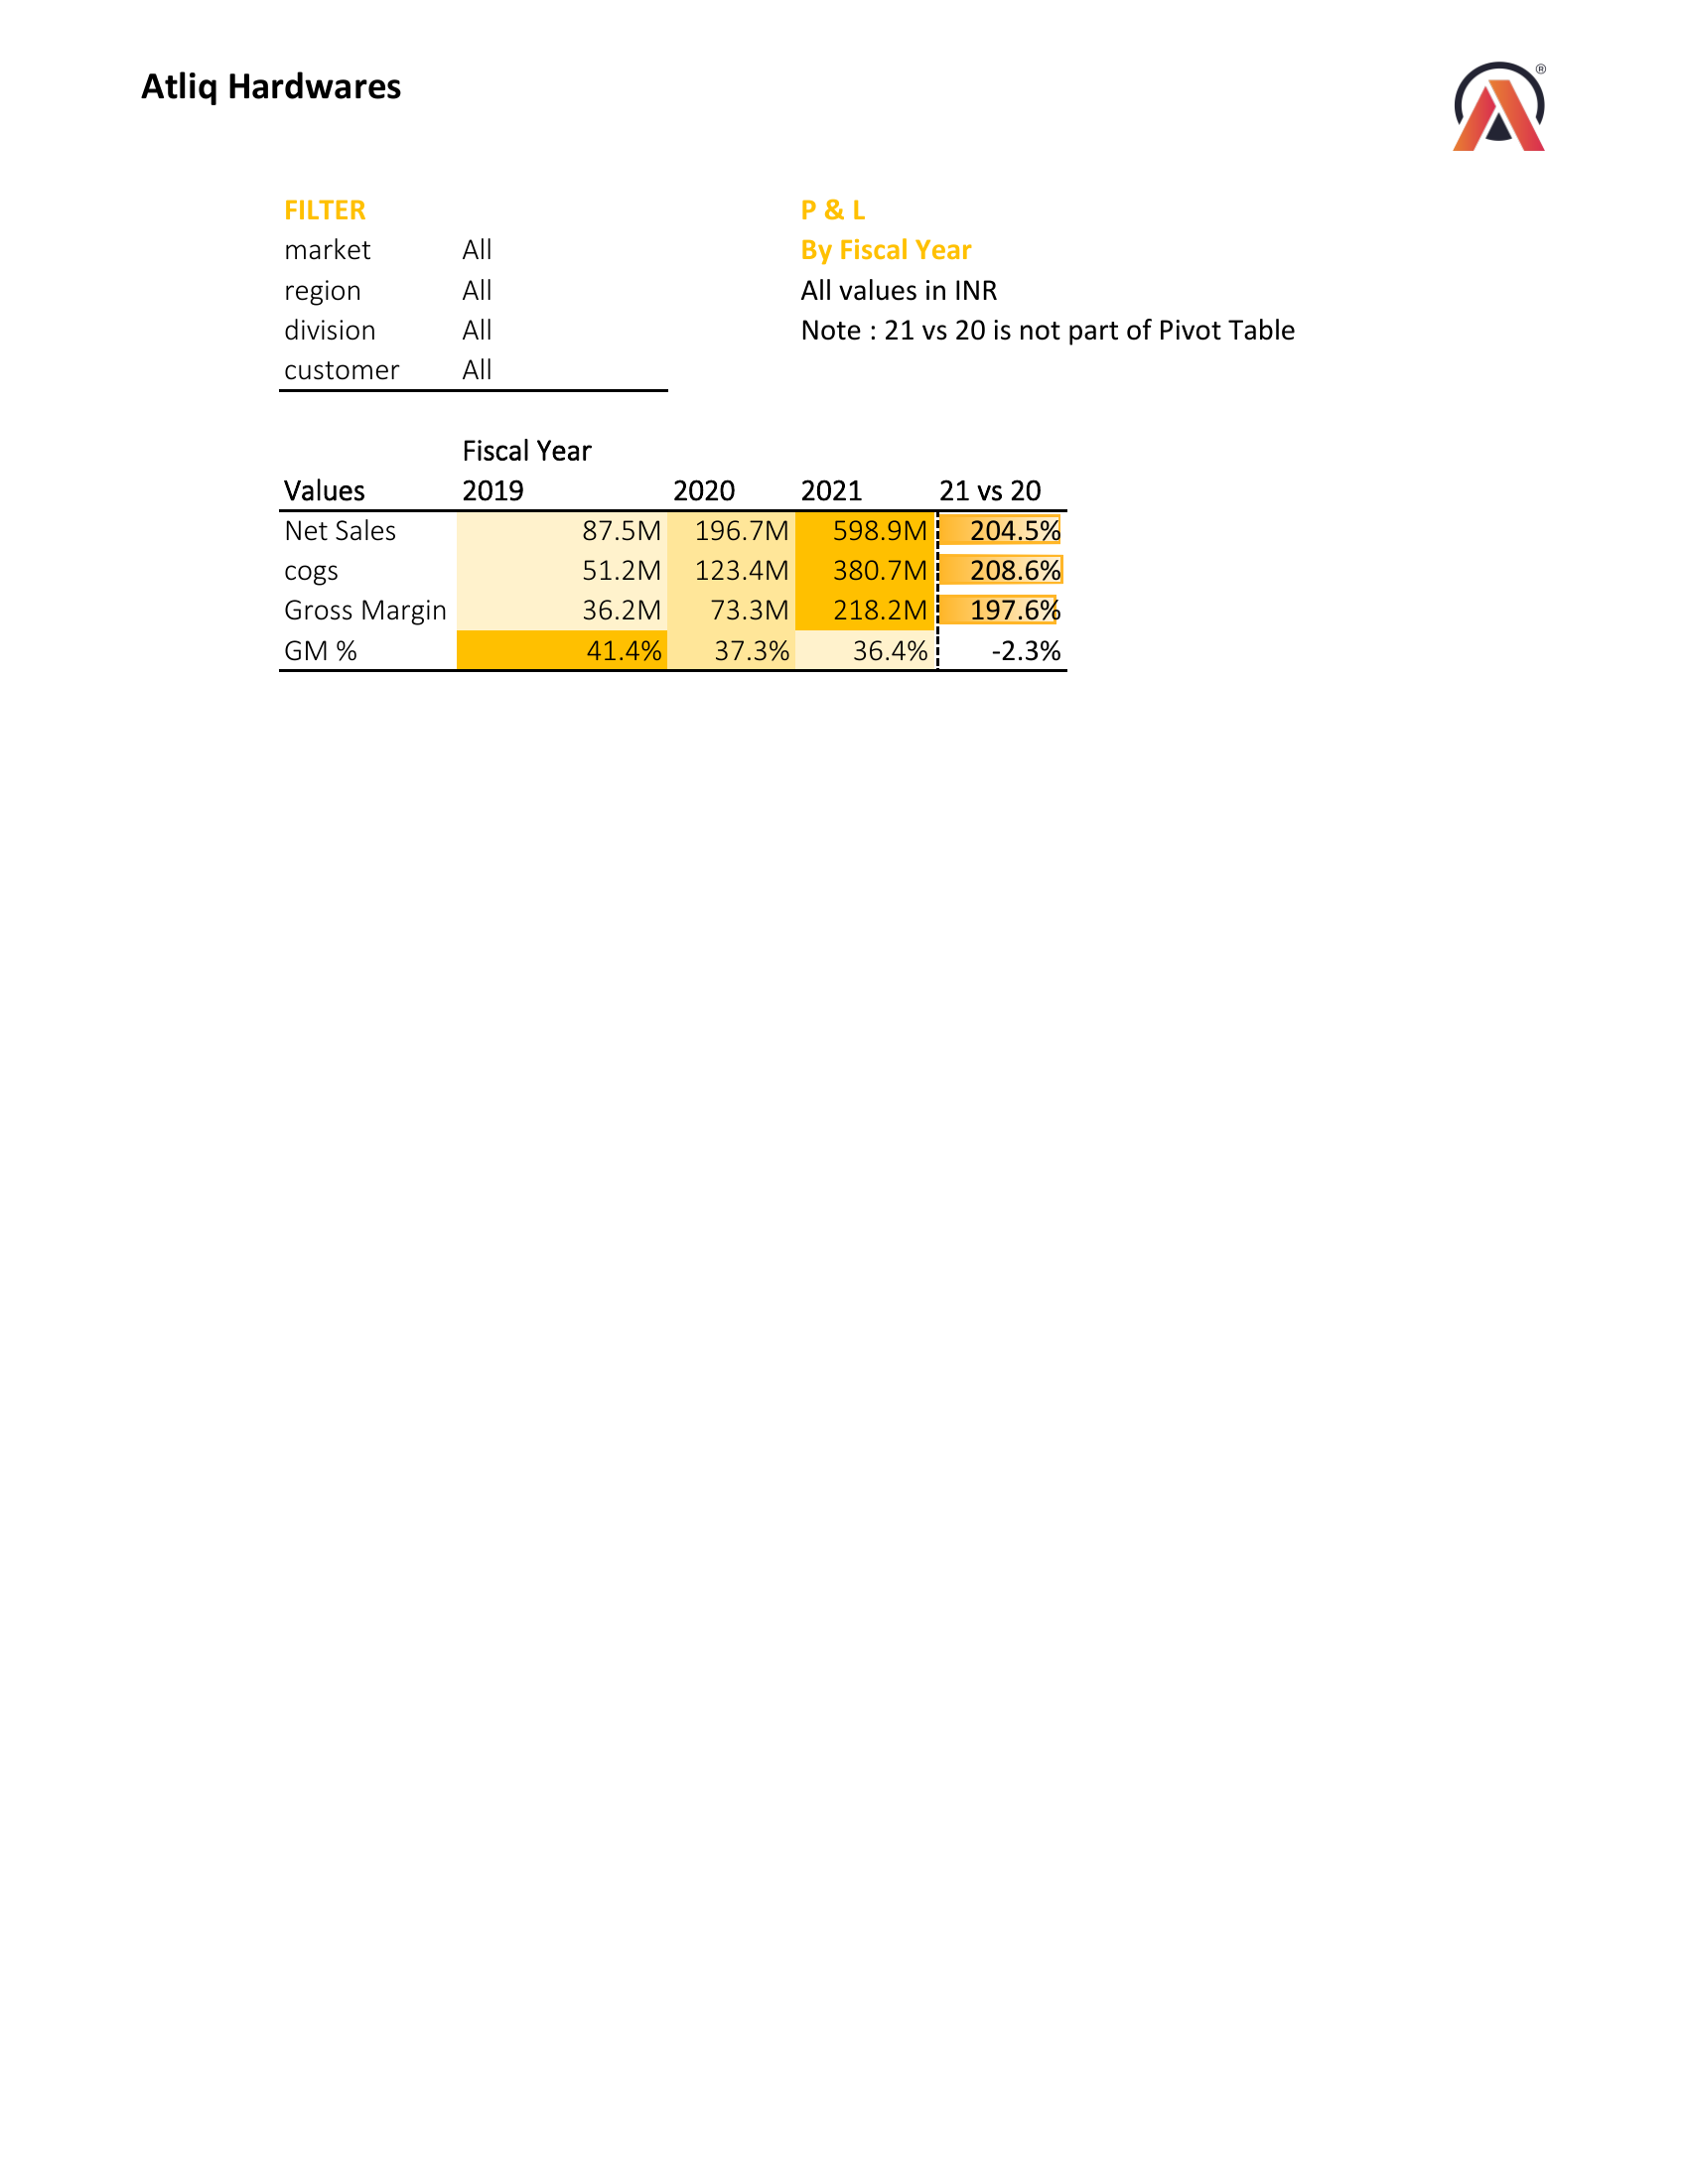 Atliq Hardwares
®
FILTER
market All
region All
division All
customer All
P & L
By Fiscal Year
All values in INR
Note : 21 vs 20 is not part of Pivot Table
Fiscal Year
Values 2019 2020 2021 21 vs 20
Net Sales 87.5M 196.7M 598.9M 204.5%
cogs 51.2M 123.4M 380.7M 208.6%
Gross Margin 36.2M 73.3M 218.2M 197.6%
GM % 41.4% 37.3% 36.4% -2.3%